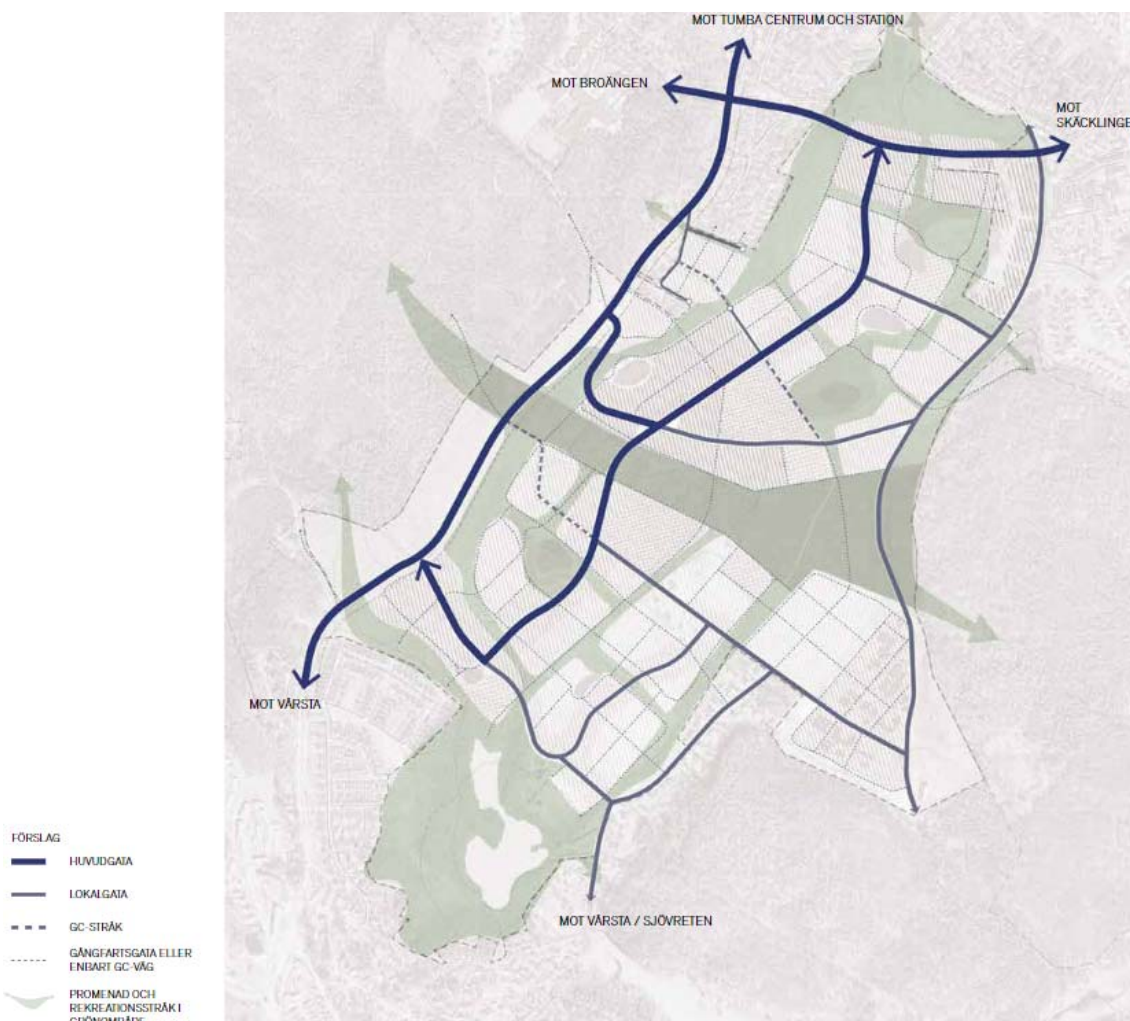 MOT TUMBA CENTRUM OCH STATION
MOT BROÄNGEN
MOT
SKÄCKLINGE
MOT VÅRSTA
MOT VÅRSTA / SJÖVRETEN
FÖRSLAG
HUVUDGATA
LOKALGATA
GC-STRÅK
GÅNGFARTSGATA ELLER
ENBART GC-VÄG
PROMENAD OCH
REKREATIONSSTRÅK I
GRÖNOMRÅDE